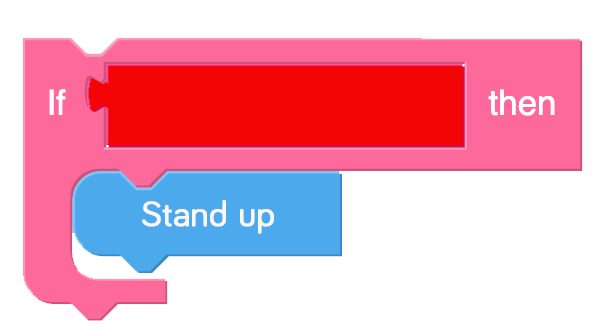 If then
Stand up